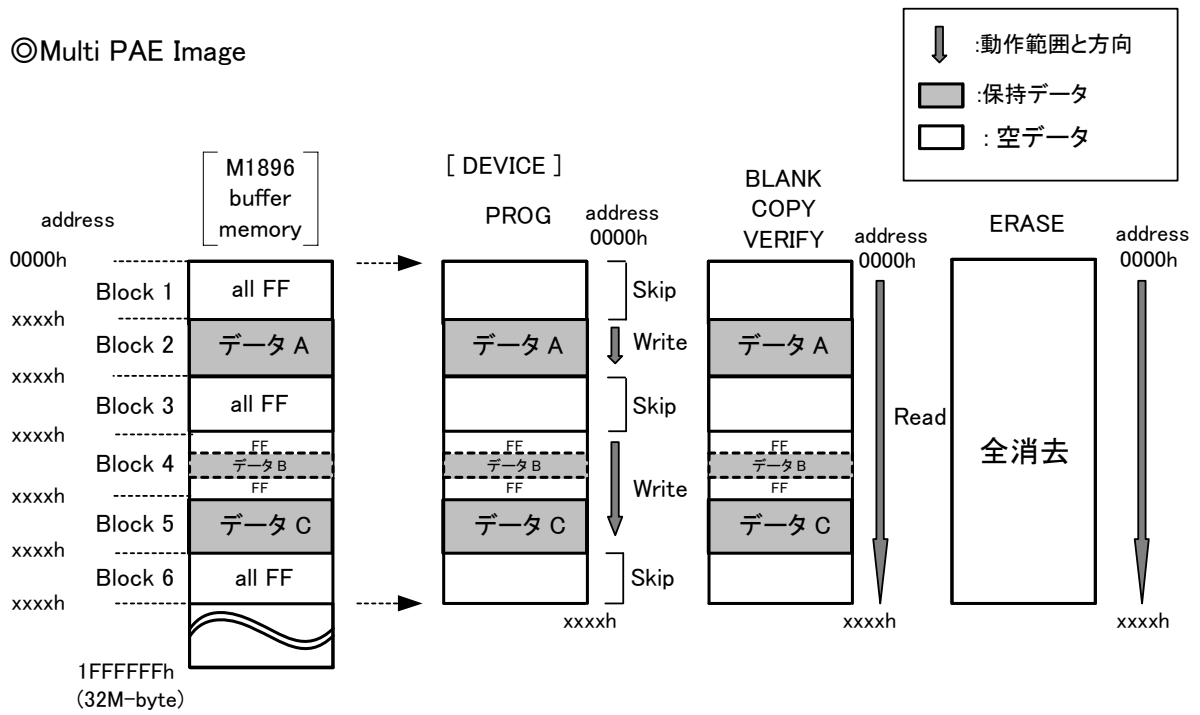 ◎Multi PAE Image
:動作範囲と方向
:保持データ
: 空データ
M1896
buffer
memory
[ DEVICE ]
PROG
address
0000h
BLANK
COPY
VERIFY
address
0000h
ERASE
address
0000h
address
0000h
Block 1
all FF
Skip
xxxxh
Block 2
データ A
データ A
Write
データ A
xxxxh
Block 3
all FF
Skip
Read
xxxxh
Block 4
FF
データ B
FF
FF
データ B
FF
Write
FF
データ B
FF
全消去
xxxxh
Block 5
データ C
データ C
データ C
xxxxh
Block 6
all FF
Skip
xxxxh
xxxxh
xxxxh
xxxxh
1FFFFFFh
(32M-byte)